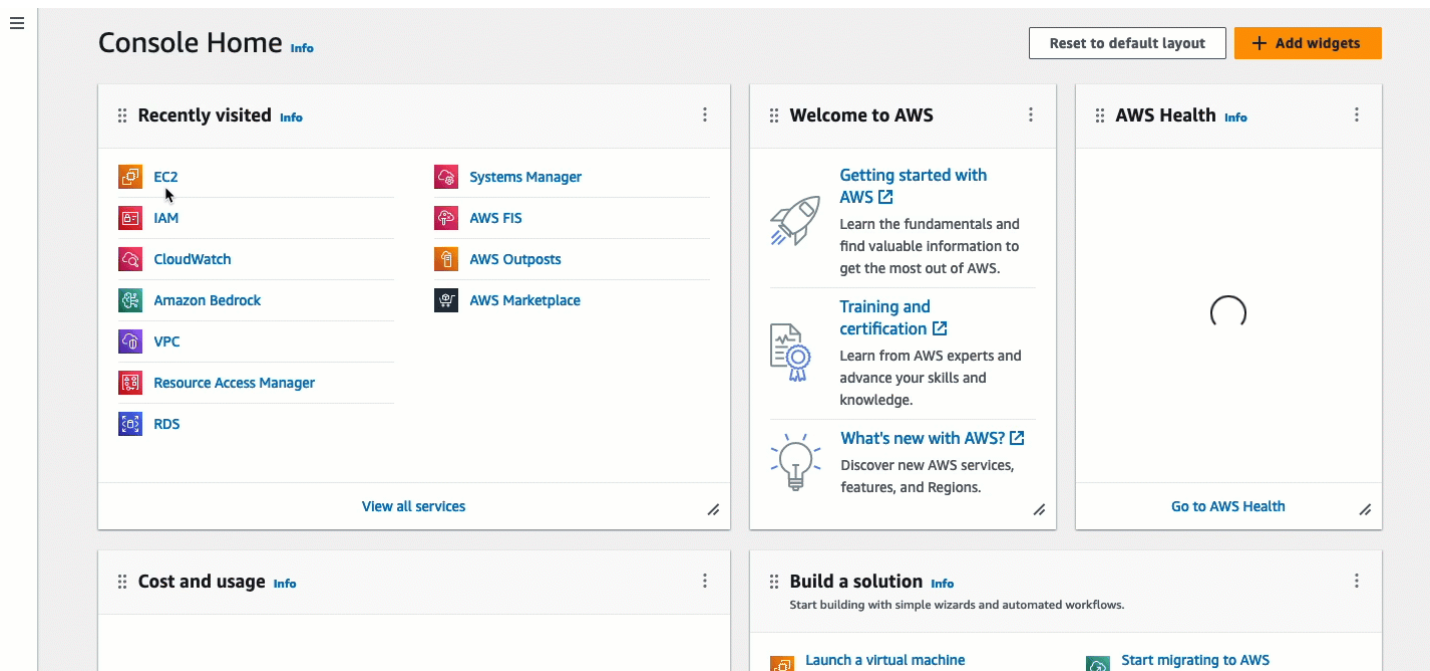 Console Home Info
Reset to default layout
Add widgets
Recently visited Info
EC2
IAM
CloudWatch
Amazon Bedrock
VPC
Resource Access Manager
RDS
Systems Manager
AWS FIS
AWS Outposts
AWS Marketplace
View all services
Welcome to AWS
Getting started with
AWS
Learn the fundamentals and
find valuable information to
get the most out of AWS.
Training and
certification
Learn from AWS experts and
advance your skills and
knowledge.
What's new with AWS?
Discover new AWS services,
features, and Regions.
AWS Health Info
Go to AWS Health
Cost and usage Info
Build a solution Info
Start building with simple wizards and automated workflows.
Launch a virtual machine
Start migrating to AWS